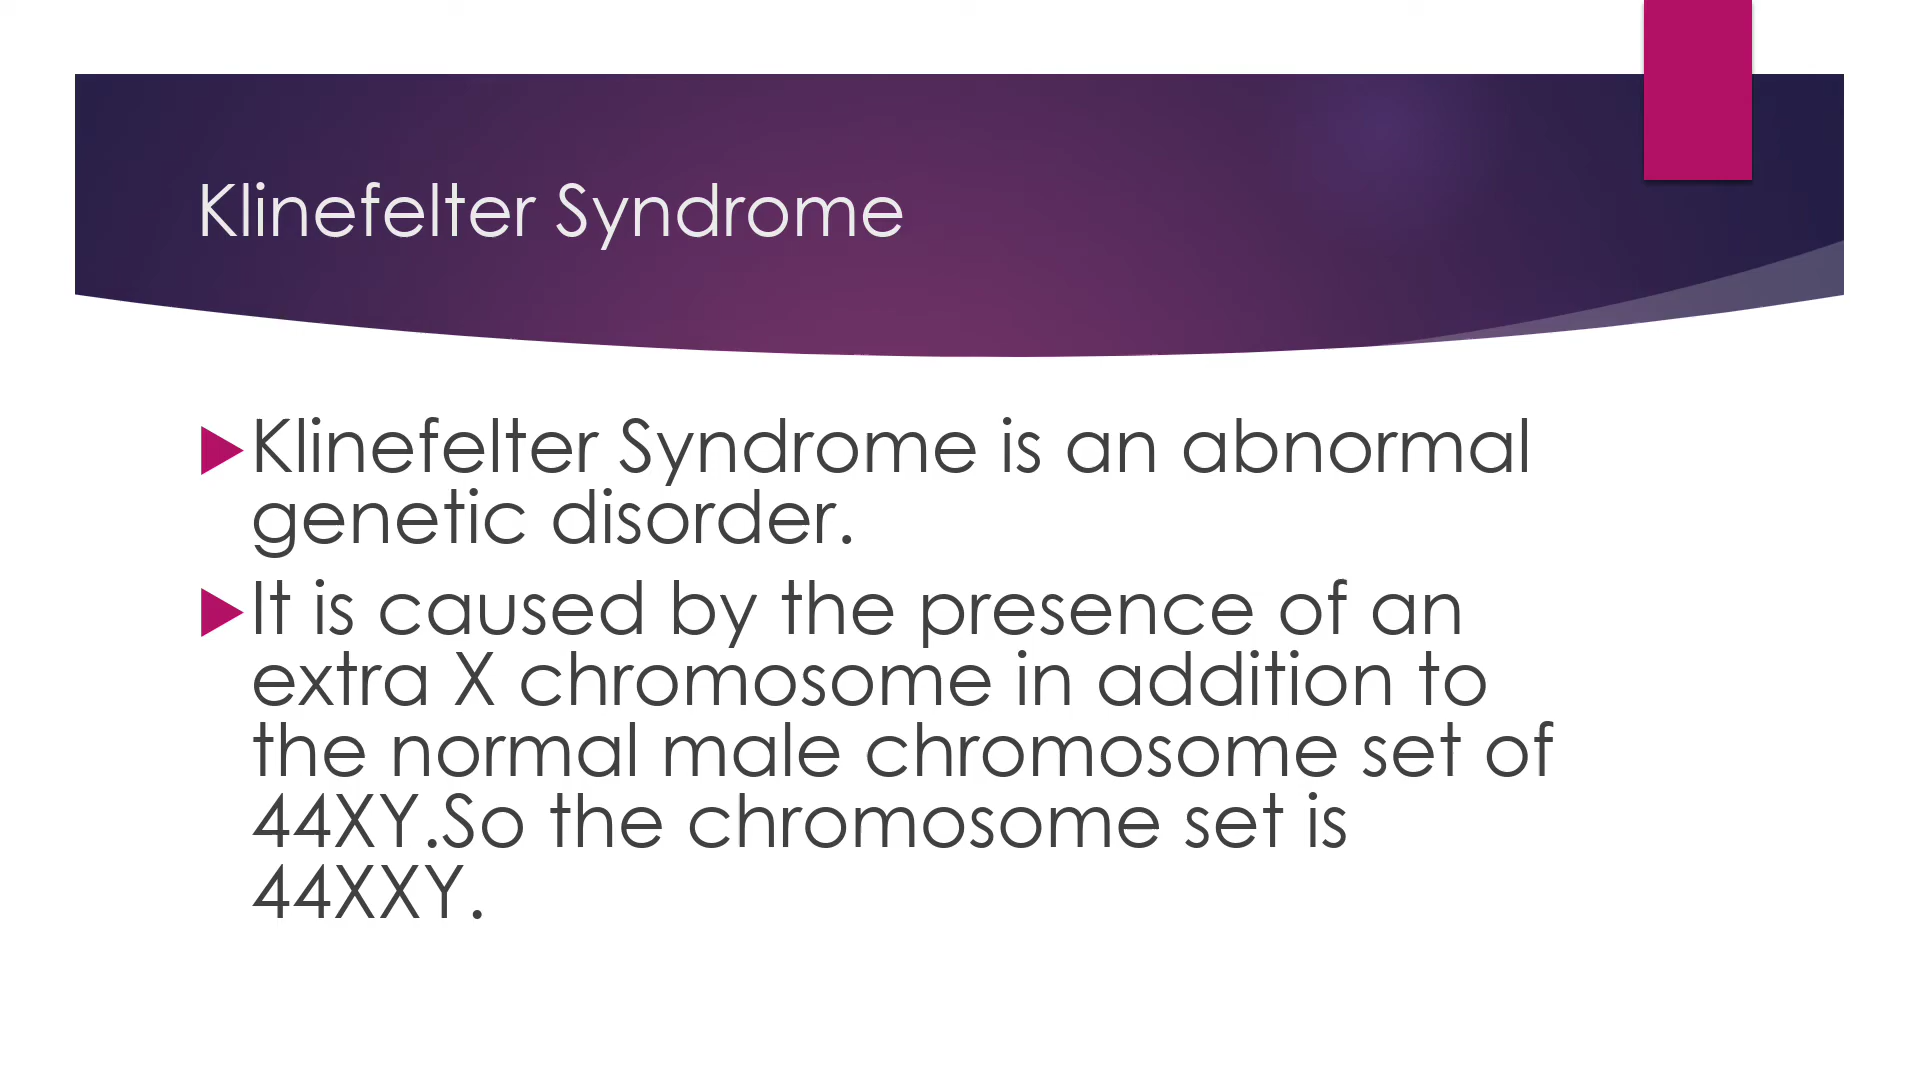 Klinefelter Syndrome
Klinefelter Syndrome is an abnormal
genetic disorder.
It is caused by the presence of an
extra X chromosome in addition to
the normal male chromosome set of
44XY.So the chromosome set is
44XXY.